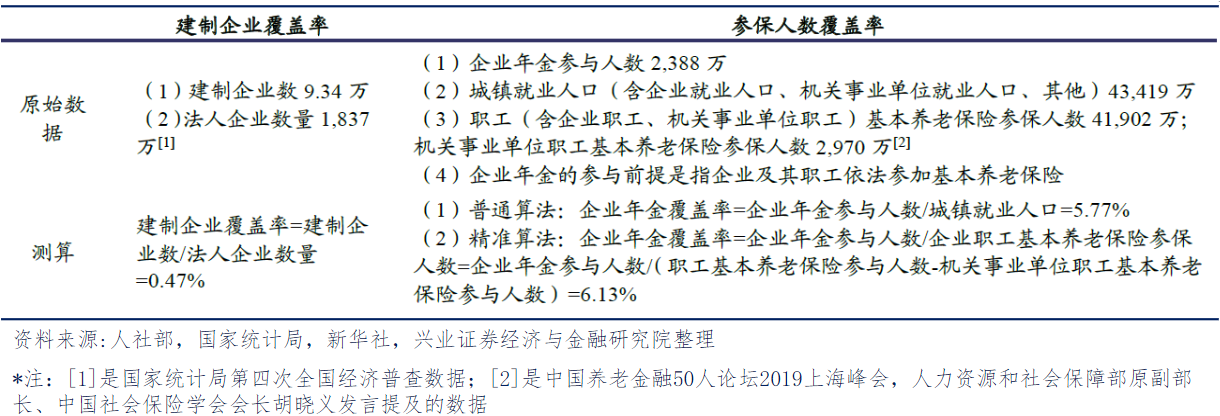 建制企业覆盖率 参保人数覆盖率
原始数据
（1）建制企业数 9.34 万
（2）法人企业数量 1,837
万[1]
（1）企业年金参与人数 2,388 万
（2）城镇就业人口（含企业就业人口、机关事业单位就业人口、其他）43,419 万
（3）职工（含企业职工、机关事业单位职工）基本养老保险参保人数 41,902 万；
机关事业单位职工基本养老保险参保人数 2,970 万[2]
（4）企业年金的参与前提是指企业及其职工依法参加基本养老保险
测算
建制企业覆盖率=建制企
业数/法人企业数量
=0.47%
（1）普通算法：企业年金覆盖率=企业年金参与人数/城镇就业人口=5.77%
（2）精准算法：企业年金覆盖率=企业年金参与人数/企业职工基本养老保险参保
人数=企业年金参与人数/（职工基本养老保险参与人数-机关事业单位职工基本养老
保险参与人数）=6.13%
资料来源:人社部，国家统计局，新华社，兴业证券经济与金融研究院整理
*注：[1]是国家统计局第四次全国经济普查数据；[2]是中国养老金融50人论坛2019上海峰会，人力资源和社会保障部原副部
长、中国社会保险学会会长胡晓义发言提及的数据